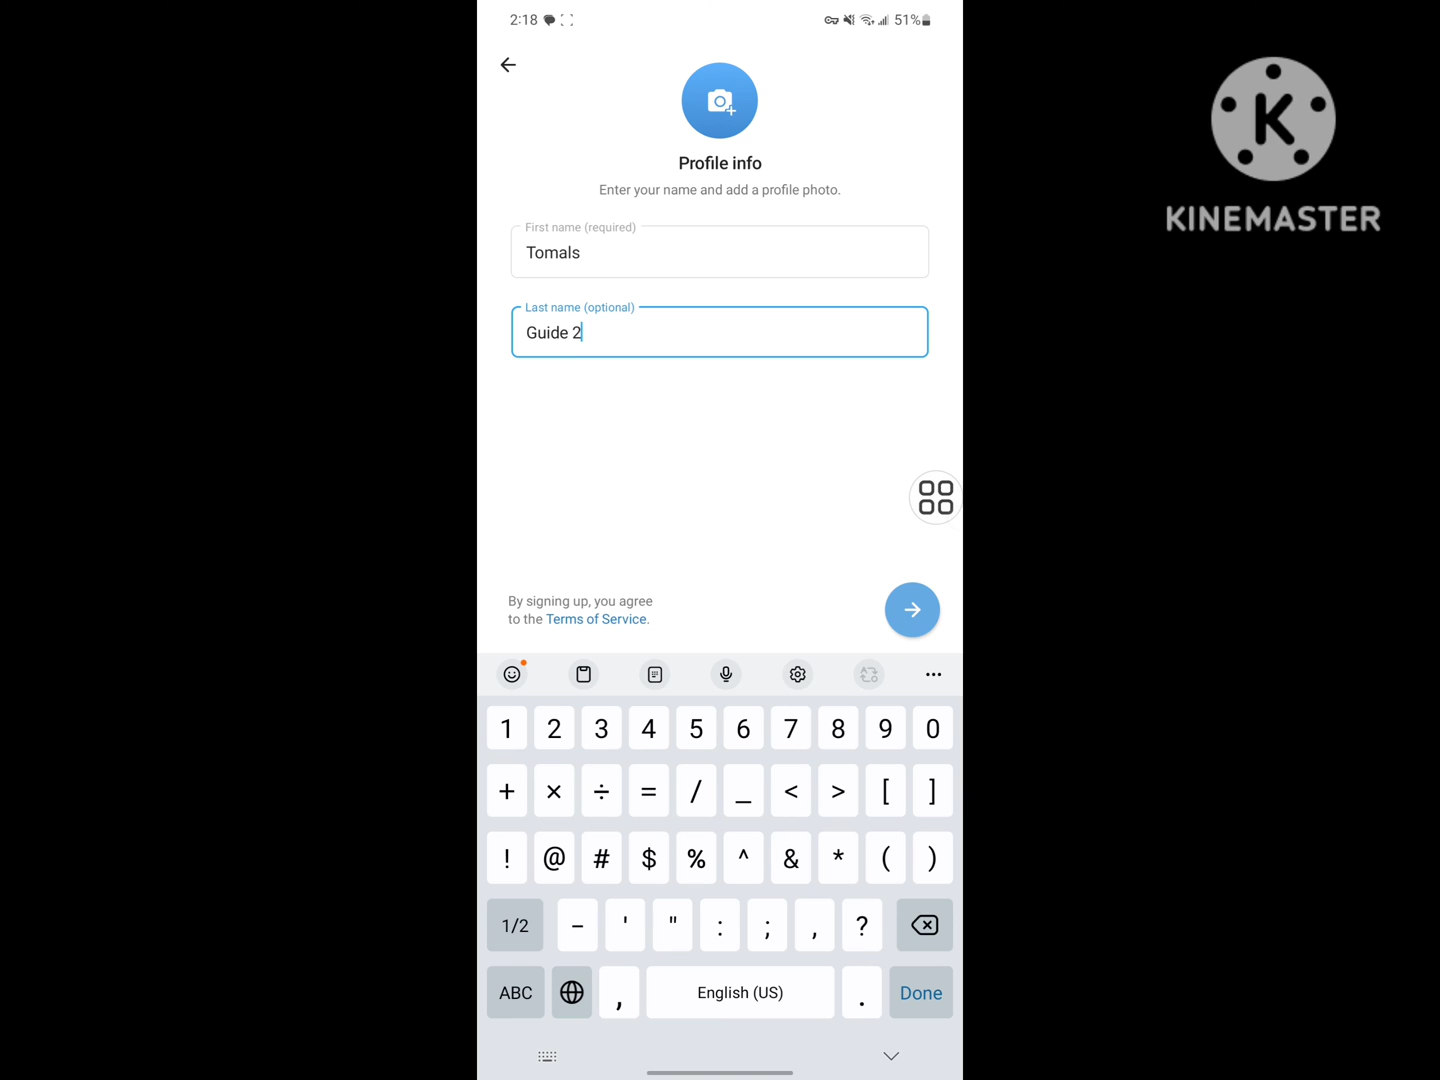 2:18 51%
Profile info
Enter your name and add a profile photo.
First name (required)
Tomals
Last name (optional)
Guide 2
By signing up, you agree
to the Terms of Service.
1 2 3 4 5 6 7 8 9 0
+ × ÷ = / _ < > [ ]
! @ # $ % ^ & * ( )
1/2 - ' " : ; , ?
ABC , English (US) . Done
K
KINEMASTER